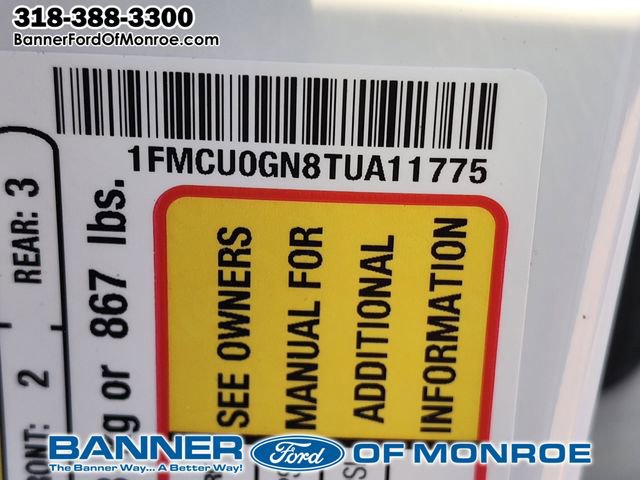 318-388-3300
BannerFordOfMonroe.com
1FMCU0GN8TUA11775
REAR: 3
2
or 867 lbs.
SEE OWNERS
MANUAL FOR
ADDITIONAL
INFORMATION
BANNER Ford OF MONROE
The Banner Way... A Better Way!